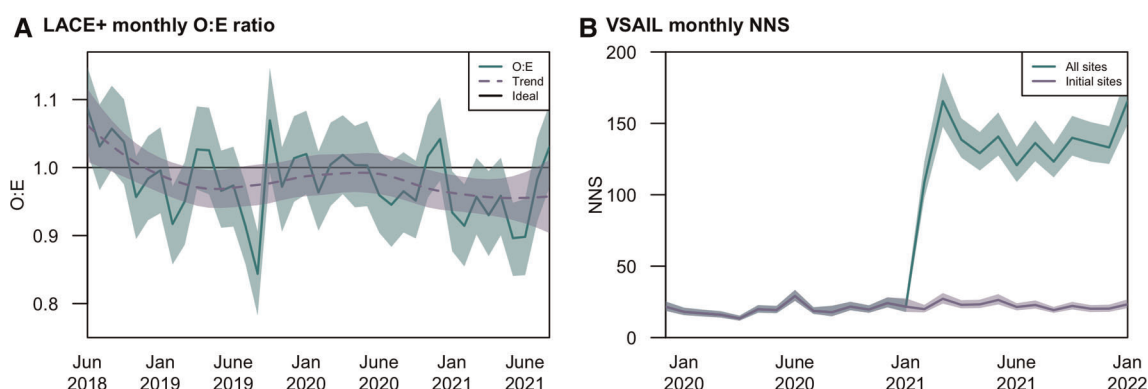 A LACE+ monthly O:E ratio
O:E
Trend
Ideal
1.1
1.0
0.9
0.8
O:E
Jun Jan June Jan June Jan June
2018 2019 2019 2020 2020 2021 2021
B VSAIL monthly NNS
All sites
Initial sites
200
150
100
50
0
NNS
Jan June Jan June Jan
2020 2020 2021 2021 2022